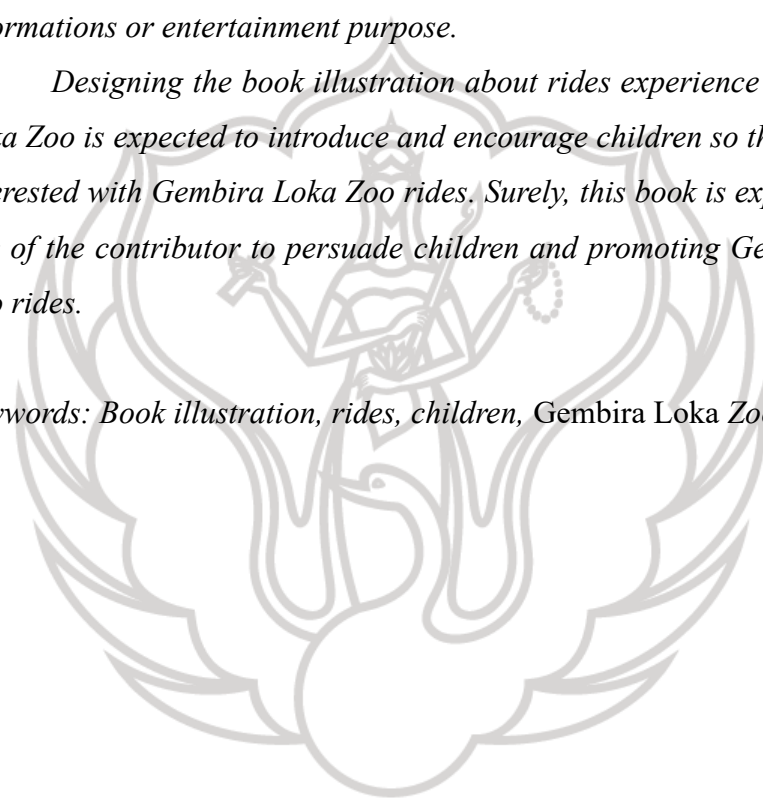 ormations or entertainment purpose.
Designing the book illustration about rides experience
ka Zoo is expected to introduce and encourage children so th
erested with Gembira Loka Zoo rides. Surely, this book is exp
of the contributor to persuade children and promoting Ge
o rides.
ywords: Book illustration, rides, children, Gembira Loka Zoo